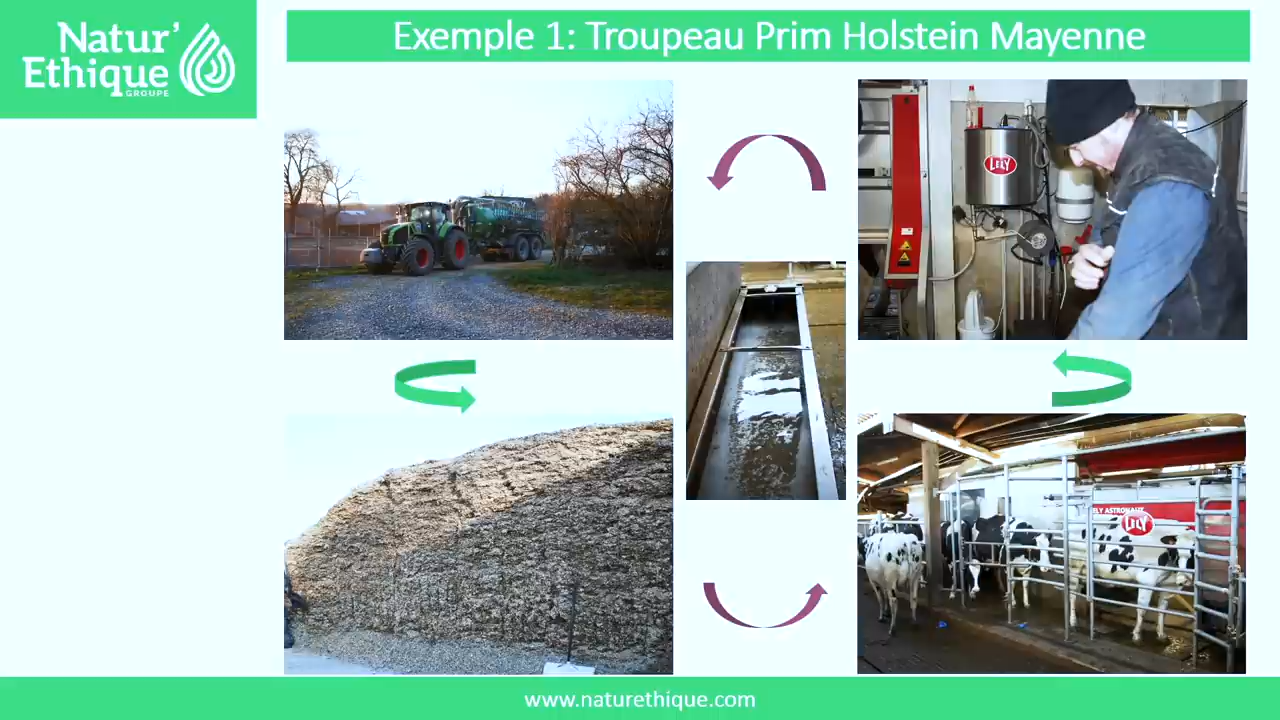 Natur'
Ethique
GROUPE
Exemple 1: Troupeau Prim Holstein Mayenne
LELY
LELY ASTRONAUT
LELY
www.naturethique.com